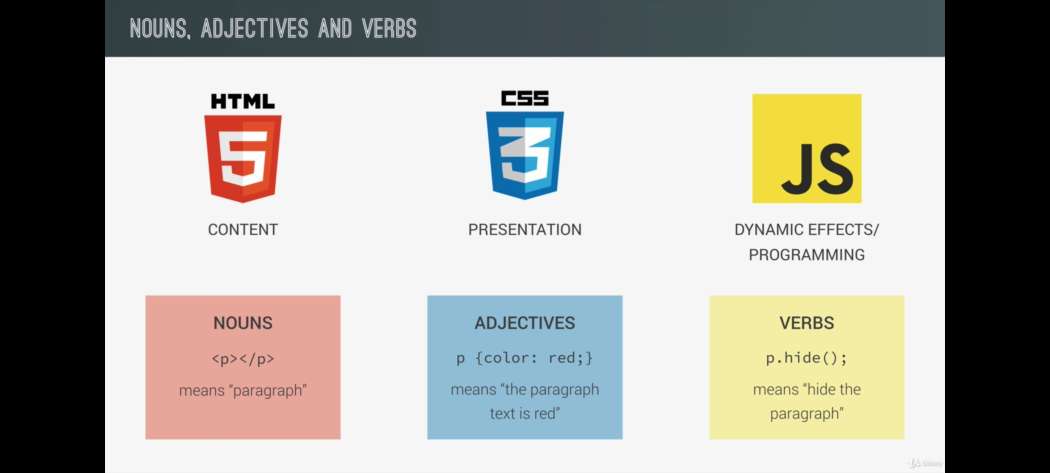 NOUNS, ADJECTIVES AND VERBS
HTML
5
CONTENT
CSS
3
PRESENTATION
JS
DYNAMIC EFFECTS/
PROGRAMMING
NOUNS
<p></p>
means “paragraph”
ADJECTIVES
p {color: red;}
means “the paragraph
text is red”
VERBS
p.hide();
means “hide the
paragraph”